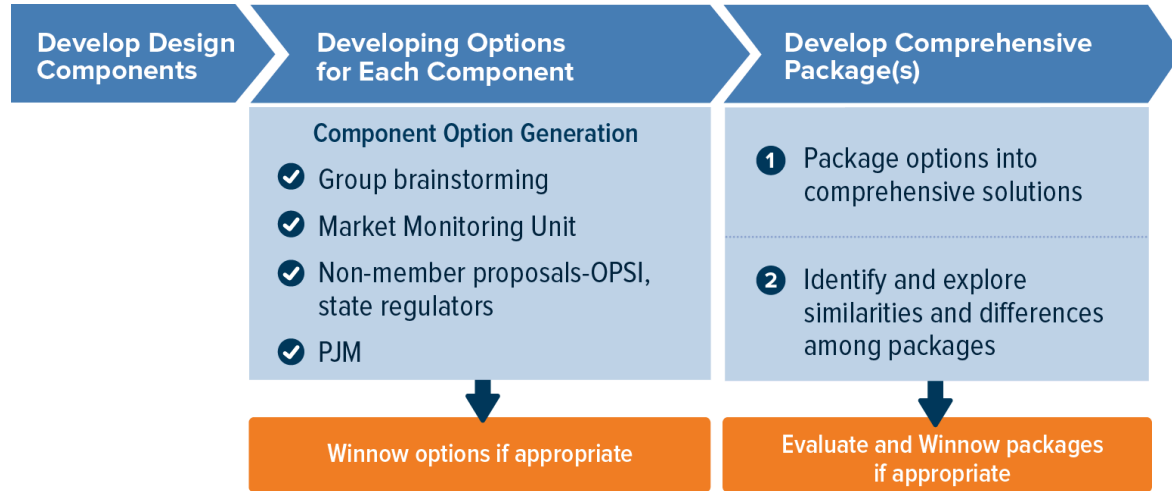 Develop Design
Components
Developing Options
for Each Component
Develop Comprehensive
Package(s)
Component Option Generation
Group brainstorming
Market Monitoring Unit
Non-member proposals-OPSI,
state regulators
PJM
Winnow options if appropriate
1 Package options into
comprehensive solutions
2 Identify and explore
similarities and differences
among packages
Evaluate and Winnow packages
if appropriate